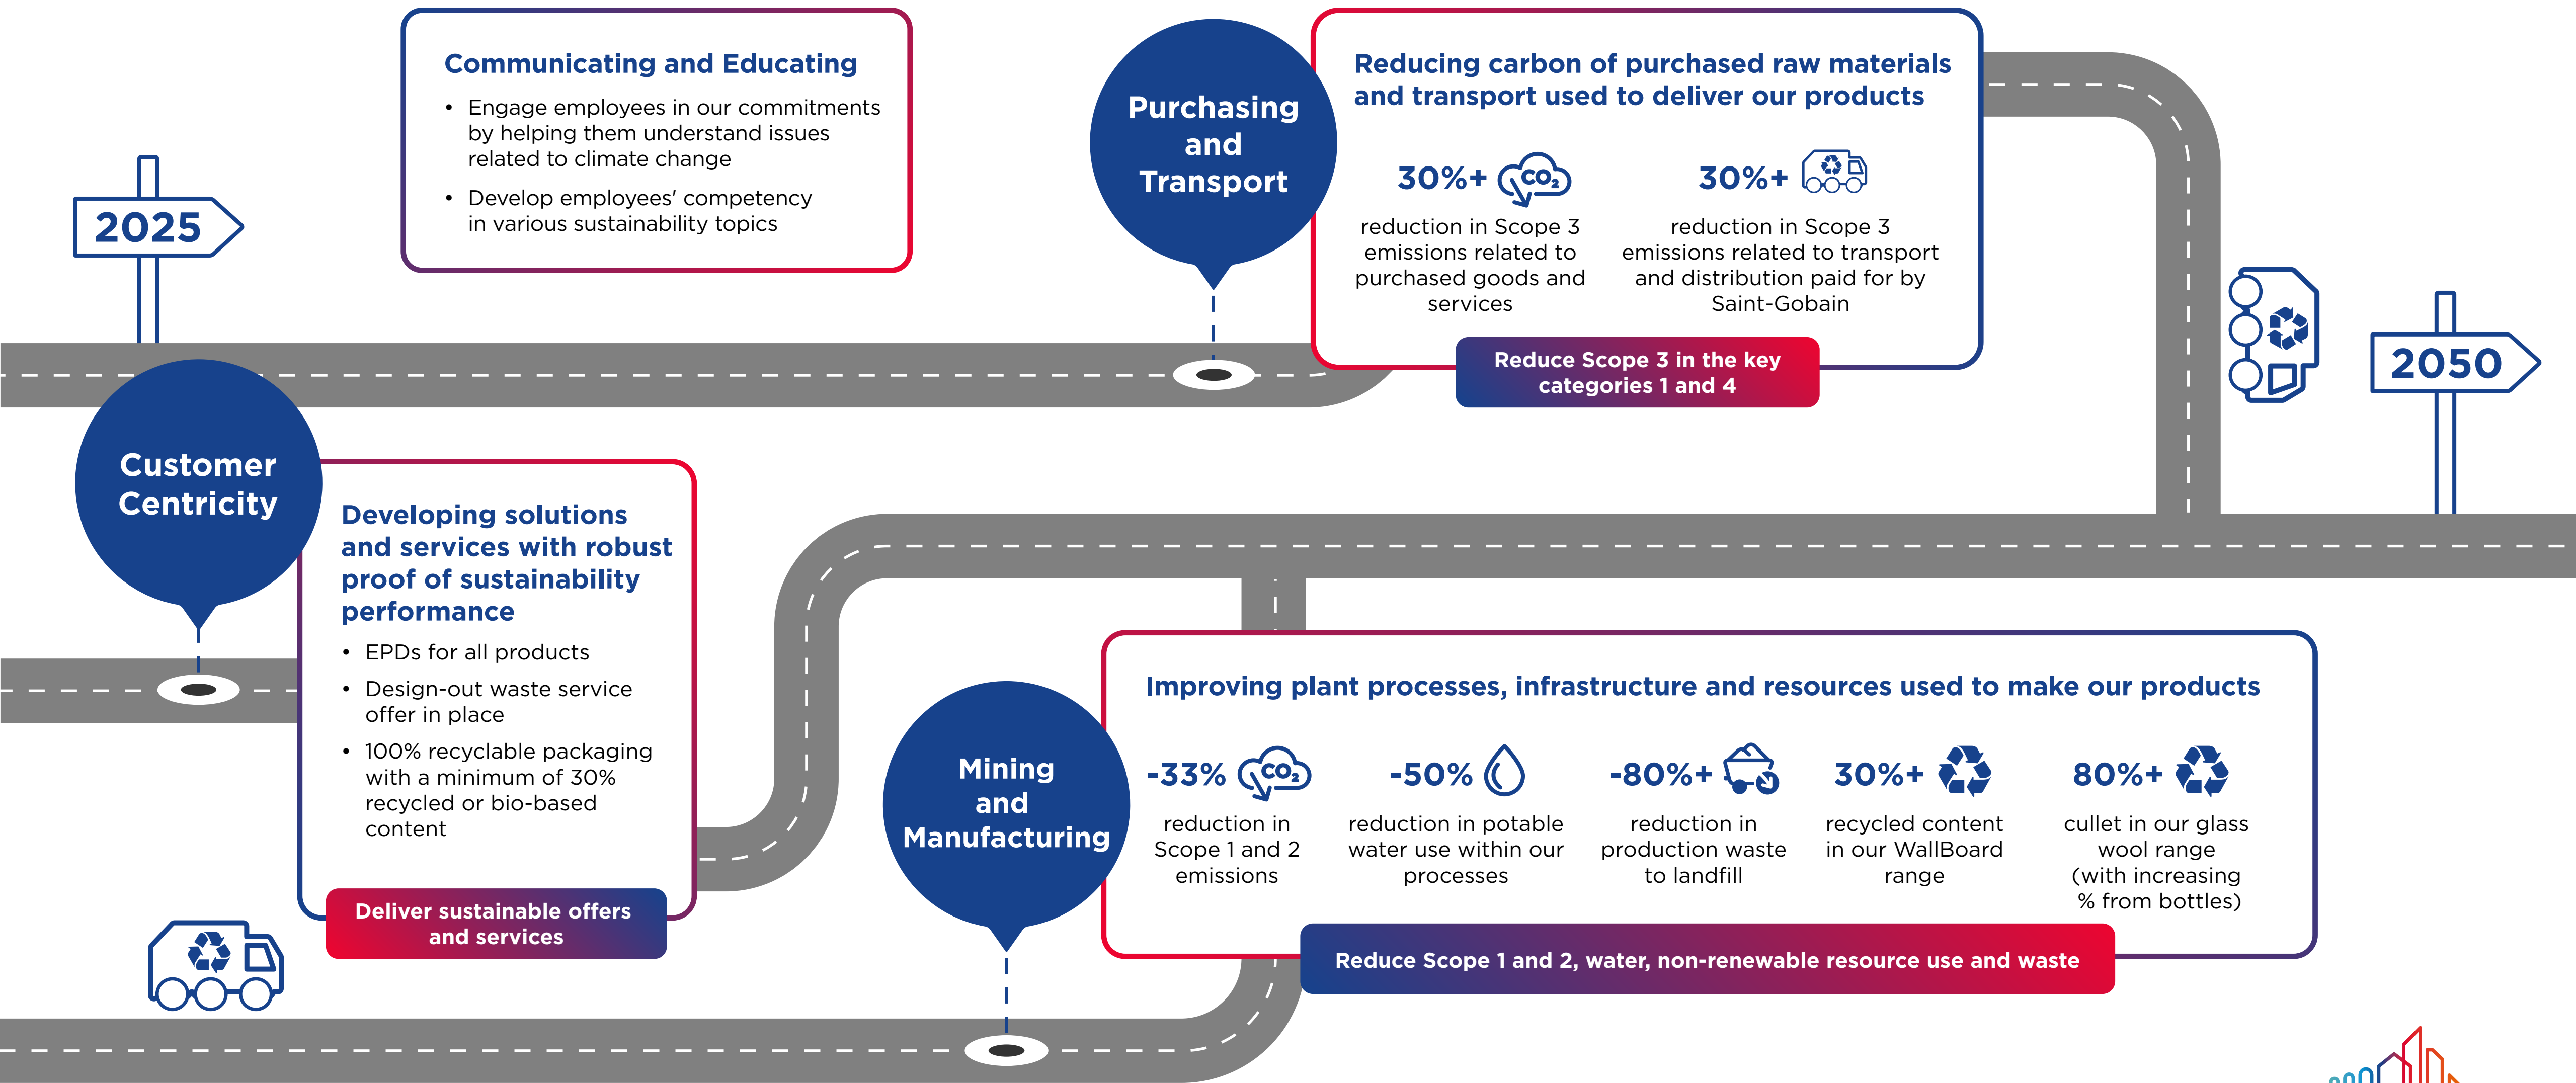 Communicating and Educating
• Engage employees in our commitments
by helping them understand issues
related to climate change
• Develop employees' competency
in various sustainability topics
2025
Purchasing
and
Transport
Reducing carbon of purchased raw materials
and transport used to deliver our products
30%+
CO₂
reduction in Scope 3
emissions related to
purchased goods and
services
30%+
reduction in Scope 3
emissions related to transport
and distribution paid for by
Saint-Gobain
Reduce Scope 3 in the key
categories 1 and 4
2050
Customer
Centricity
Developing solutions
and services with robust
proof of sustainability
performance
• EPDs for all products
• Design-out waste service
offer in place
• 100% recyclable packaging
with a minimum of 30%
recycled or bio-based
content
Deliver sustainable offers
and services
Mining
and
Manufacturing
Improving plant processes, infrastructure and resources used to make our products
-33%
CO₂
reduction in
Scope 1 and 2
emissions
-50%
reduction in potable
water use within our
processes
-80%+
reduction in
production waste
to landfill
30%+
recycled content
in our WallBoard
range
80%+
cullet in our glass
wool range
(with increasing
% from bottles)
Reduce Scope 1 and 2, water, non-renewable resource use and waste